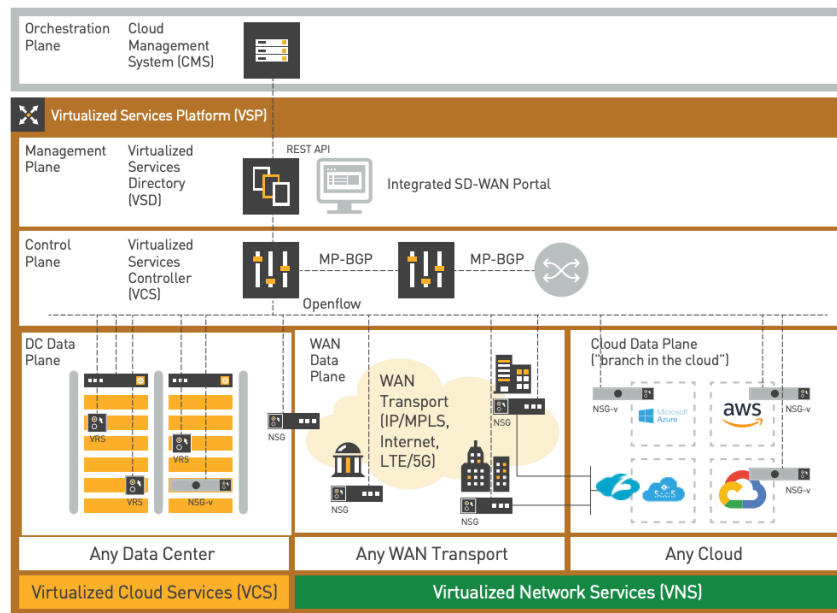 Orchestration
Plane
Cloud
Management
System (CMS)
Virtualized Services Platform (VSP)
Management
Plane
Virtualized
Services
Directory
(VSD)
REST API
Integrated SD-WAN Portal
Control
Plane
Virtualized
Services
Controller
(VCS)
MP-BGP
MP-BGP
Openflow
DC Data
Plane
VRS
VRS
VRS
NSG-v
NSG
WAN
Data
Plane
WAN
Transport
(IP/MPLS,
Internet,
LTE/5G)
NSG
NSG
NSG
Cloud Data Plane
("branch in the cloud")
NSG-v
Microsoft
Azure
aws
NSG-v
SaaS
NSG-v
Any Data Center
Any WAN Transport
Any Cloud
Virtualized Cloud Services (VCS)
Virtualized Network Services (VNS)